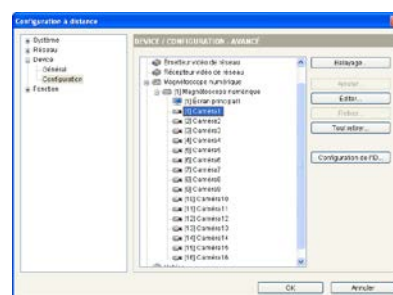 Configuration à distance
Système
Réseau
Device
Général
Configuration
Fonction
DEVICE / CONFIGURATION - AVANCÉ
Émetteur vidéo de réseau
Récepteur vidéo de réseau
Magnétoscope numérique
[1] Magnétoscope numérique
[1] Écran principal1
[1] Caméra1
[2] Caméra2
[3] Caméra3
[4] Caméra4
[5] Caméra5
[6] Caméra6
[7] Caméra7
[8] Caméra8
[9] Caméra9
[10] Caméra10
[11] Caméra11
[12] Caméra12
[13] Caméra13
[14] Caméra14
[15] Caméra15
[16] Caméra16
Balayage...
Ajouter
Éditer...
Tout retirer...
Configuration de l'ID...
OK
Annuler